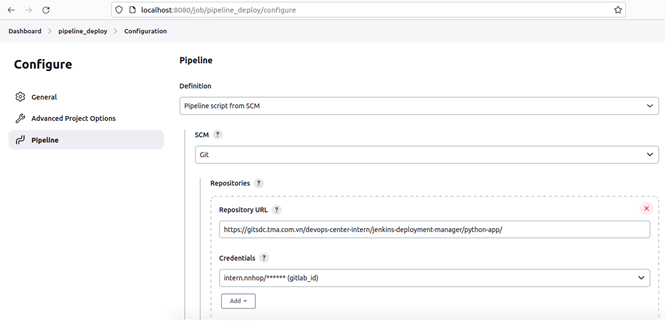 localhost:8080/job/pipeline_deploy/configure
Dashboard > pipeline_deploy > Configuration
Configure
General
Advanced Project Options
Pipeline
Pipeline
Definition
Pipeline script from SCM
SCM ?
Git
Repositories ?
Repository URL ?
https://gitsdc.tma.com.vn/devops-center-intern/jenkins-deployment-manager/python-app/
Credentials ?
intern.nnhop/****** (gitlab_id)
Add